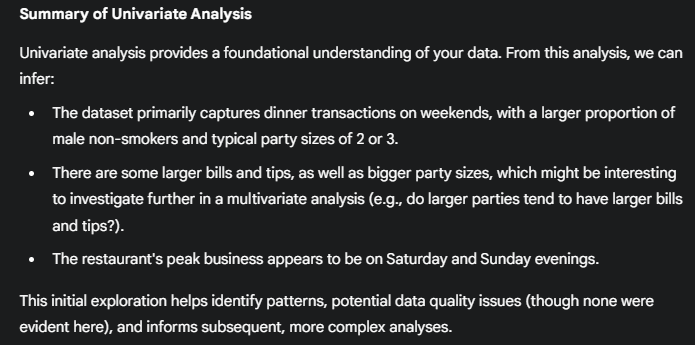 Summary of Univariate Analysis
Univariate analysis provides a foundational understanding of your data. From this analysis, we can
infer:
• The dataset primarily captures dinner transactions on weekends, with a larger proportion of
male non-smokers and typical party sizes of 2 or 3.
• There are some larger bills and tips, as well as bigger party sizes, which might be interesting
to investigate further in a multivariate analysis (e.g., do larger parties tend to have larger bills
and tips?).
• The restaurant's peak business appears to be on Saturday and Sunday evenings.
This initial exploration helps identify patterns, potential data quality issues (though none were
evident here), and informs subsequent, more complex analyses.